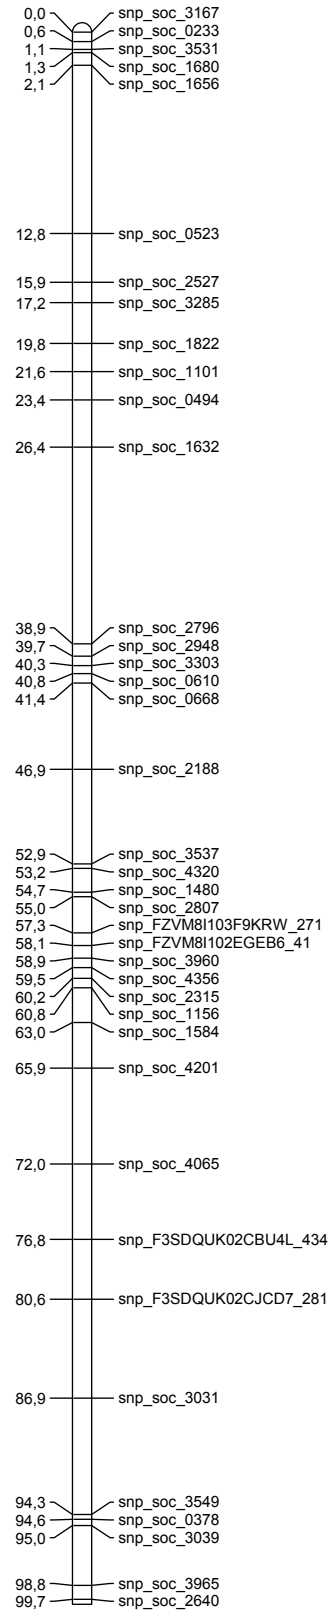 0,0 snp_soc_3167
0,6 snp_soc_0233
1,1 snp_soc_3531
1,3 snp_soc_1680
2,1 snp_soc_1656
12,8 snp_soc_0523
15,9 snp_soc_2527
17,2 snp_soc_3285
19,8 snp_soc_1822
21,6 snp_soc_1101
23,4 snp_soc_0494
26,4 snp_soc_1632
38,9 snp_soc_2796
39,7 snp_soc_2948
40,3 snp_soc_3303
40,8 snp_soc_0610
41,4 snp_soc_0668
46,9 snp_soc_2188
52,9 snp_soc_3537
53,2 snp_soc_4320
54,7 snp_soc_1480
55,0 snp_soc_2807
57,3 snp_FZVM8I103F9KRW_271
58,1 snp_FZVM8I102EGEB6_41
58,9 snp_soc_3960
59,5 snp_soc_4356
60,2 snp_soc_2315
60,8 snp_soc_1156
63,0 snp_soc_1584
65,9 snp_soc_4201
72,0 snp_soc_4065
76,8 snp_F3SDQUK02CBU4L_434
80,6 snp_F3SDQUK02CJCD7_281
86,9 snp_soc_3031
94,3 snp_soc_3549
94,6 snp_soc_0378
95,0 snp_soc_3039
98,8 snp_soc_3965
99,7 snp_soc_2640